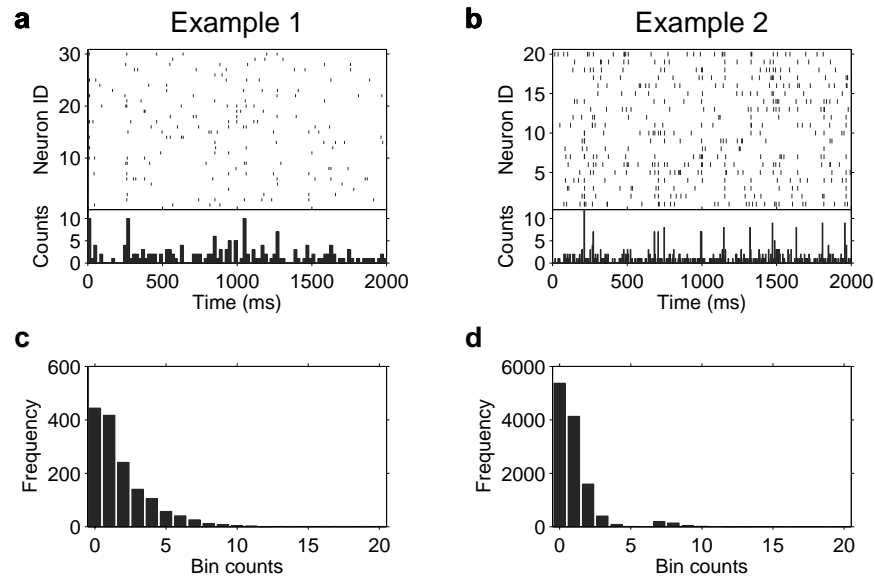 a
Example 1
30
20
10
Neuron ID
10
5
0
Counts
0 500 1000 1500 2000
Time (ms)
b
Example 2
20
15
10
5
Neuron ID
10
5
0
Counts
0 500 1000 1500 2000
Time (ms)
c
600
400
200
0
Frequency
0 5 10 15 20
Bin counts
d
6000
4000
2000
0
Frequency
0 5 10 15 20
Bin counts